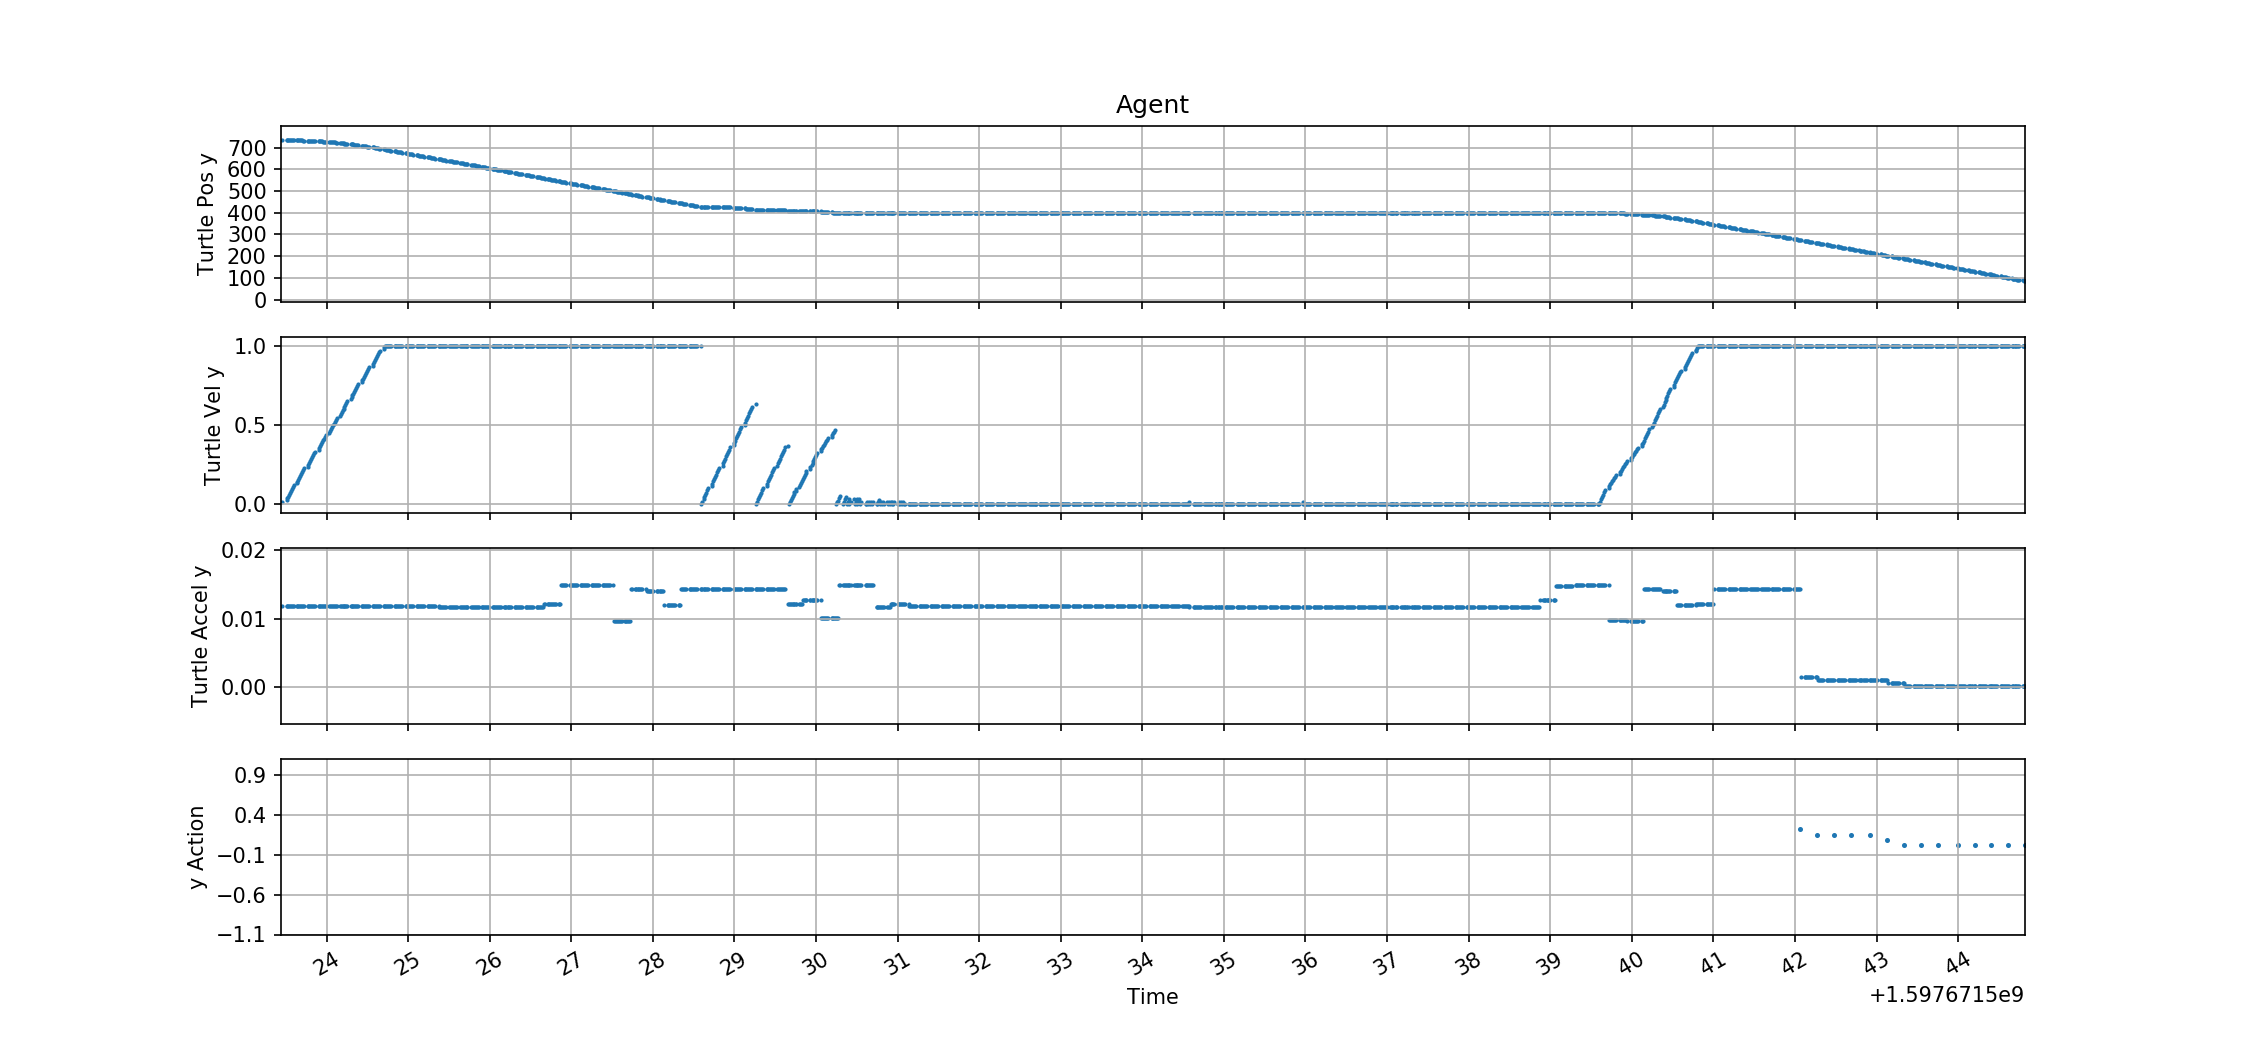 Agent
Turtle Pos y
700
600
500
400
300
200
100
0
Turtle Vel y
1.0
0.5
0.0
Turtle Accel y
0.02
0.01
0.00
y Action
0.9
0.4
−0.1
−0.6
−1.1
24 25 26 27 28 29 30 31 32 33 34 35 36 37 38 39 40 41 42 43 44
Time
+1.5976715e9